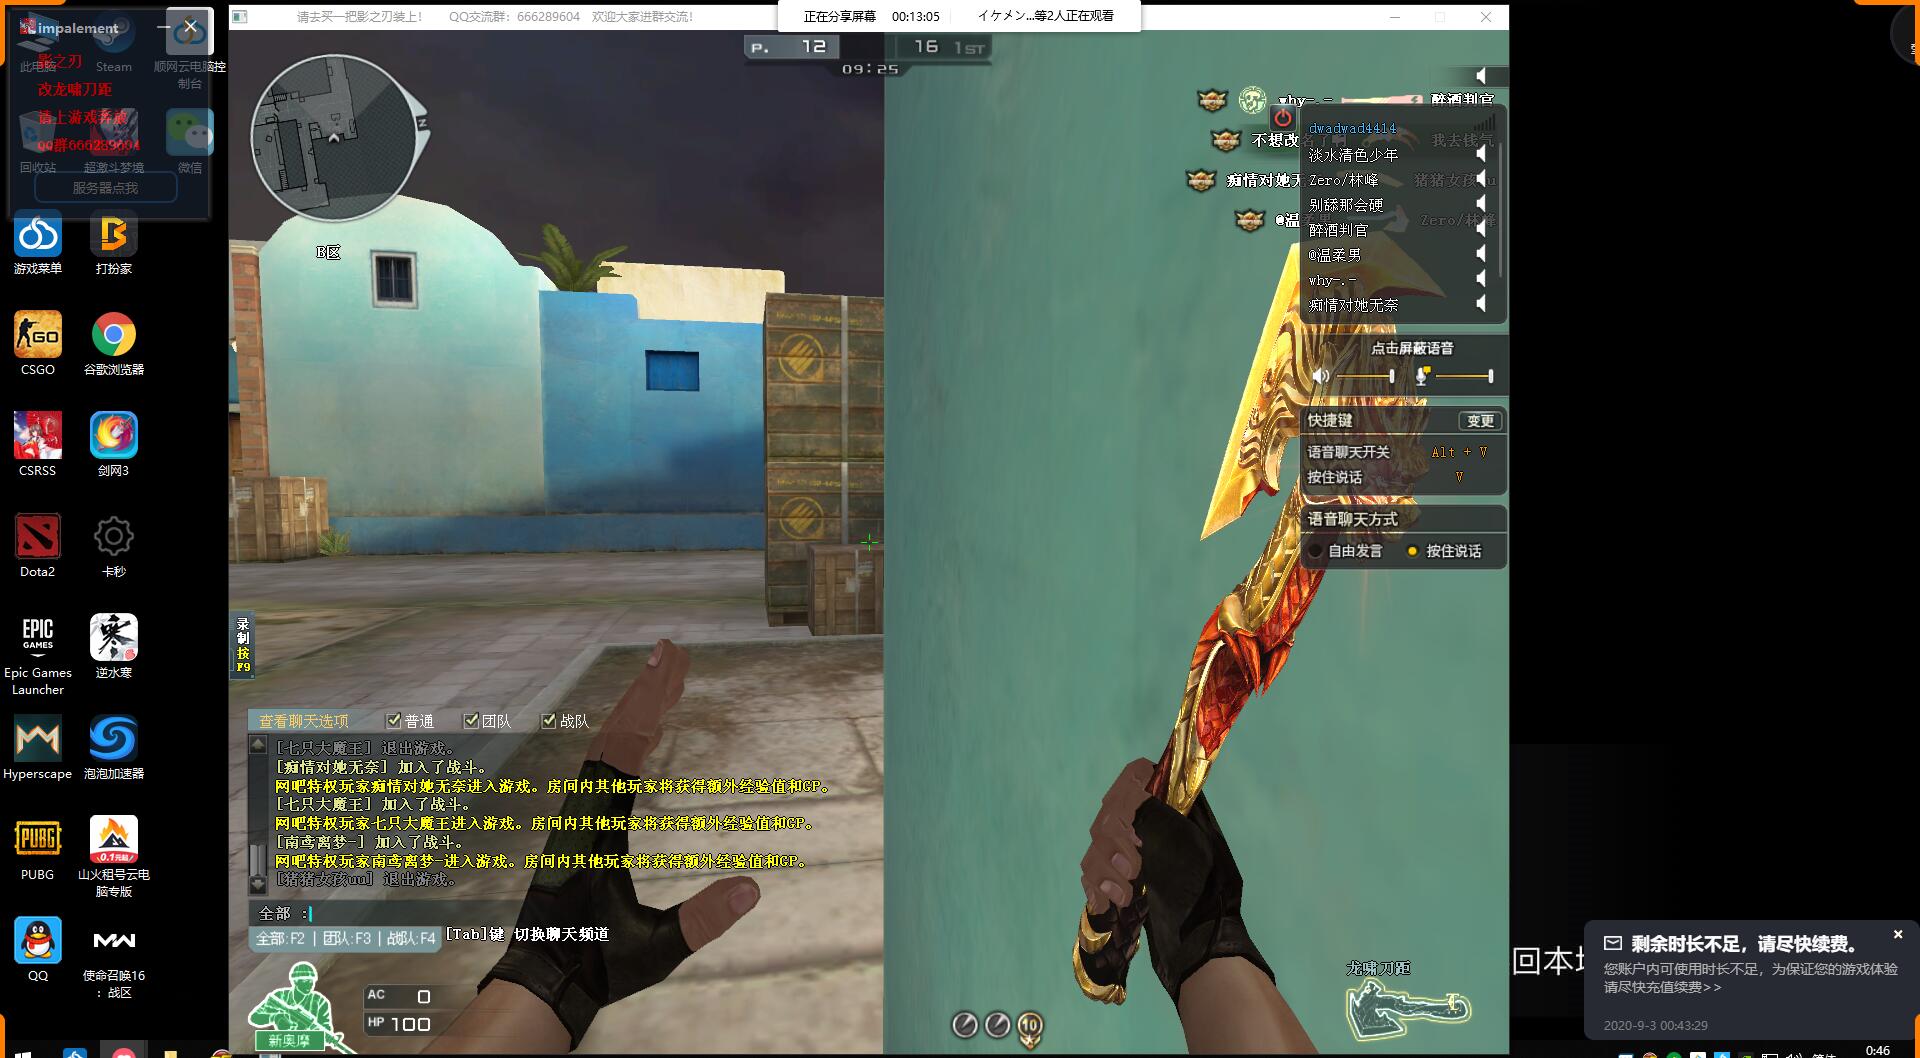 impalement
此电脑
Steam
顺网云电脑控制台
影之刃
改龙啸刀距
请上游戏奔放
qq群666289604
回收站
超激斗梦境
微信
服务器点我
游戏菜单
打扮家
CSGO
谷歌浏览器
CSRSS
剑网3
Dota2
卡秒
Epic Games Launcher
逆水寒
Hyperscape
泡泡加速器
PUBG
山火租号云电脑专版
QQ
使命召唤16：战区
请去买一把影之刃装上！ QQ交流群：666289604 欢迎大家进群交流！
正在分享屏幕 00:13:05 イケメン...等2人正在观看
P. 12
16 1ST
09:25
N
B区
why-.- 醉酒判官
不想改 我去钱气
痴情对她无 猪猪女孩uu
@温柔男 Zero/林峰
dwadwad4414
淡水清色少年
Zero/林峰
别舔那会硬
醉酒判官
@温柔男
why-.-
痴情对她无奈
点击屏蔽语音
快捷键 变更
语音聊天开关 Alt + V
按住说话 V
语音聊天方式
自由发言 按住说话
录制按F9
查看聊天选项 普通 团队 战队
[七只大魔王] 退出游戏。
[痴情对她无奈] 加入了战斗。
网吧特权玩家痴情对她无奈进入游戏。房间内其他玩家将获得额外经验值和GP。
[七只大魔王] 加入了战斗。
网吧特权玩家七只大魔王进入游戏。房间内其他玩家将获得额外经验值和GP。
[南鸢离梦-] 加入了战斗。
网吧特权玩家南鸢离梦-进入游戏。房间内其他玩家将获得额外经验值和GP。
[猪猪女孩uu] 退出游戏。
全部 :
全部:F2 | 团队:F3 | 战队:F4
[Tab]键 切换聊天频道
AC 0
HP 100
新奥摩
10
龙啸刀距
回本
剩余时长不足，请尽快续费。
您账户内可使用时长不足，为保证您的游戏体验
请尽快充值续费>>
2020-9-3 00:43:29
0:46